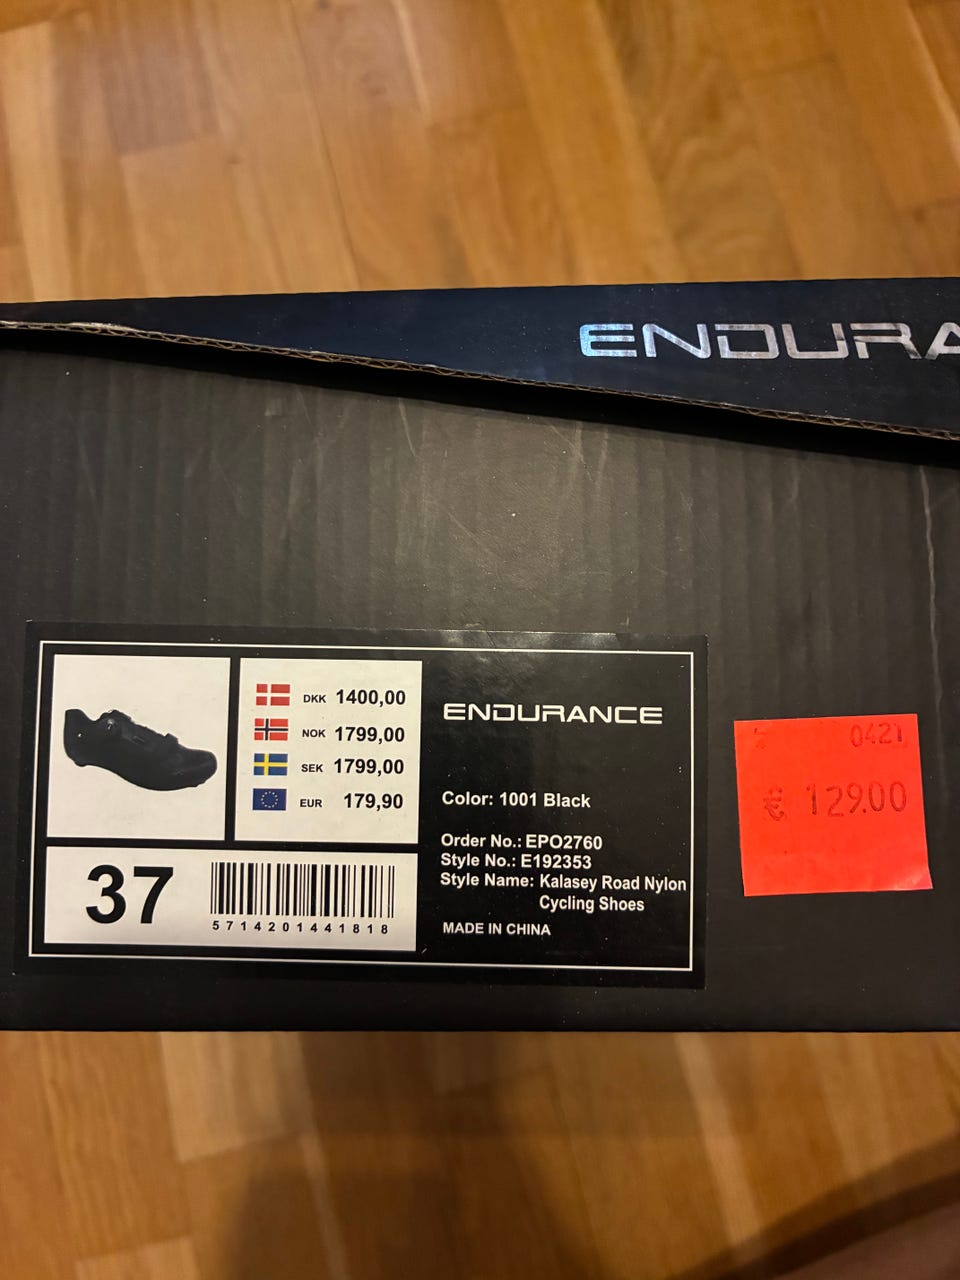 ENDURA
DKK 1400,00
NOK 1799,00
SEK 1799,00
EUR 179,90
37
5714201441818
ENDURANCE
Color: 1001 Black
Order No.: EPO2760
Style No.: E192353
Style Name: Kalasey Road Nylon
Cycling Shoes
MADE IN CHINA
0421
€ 129.00